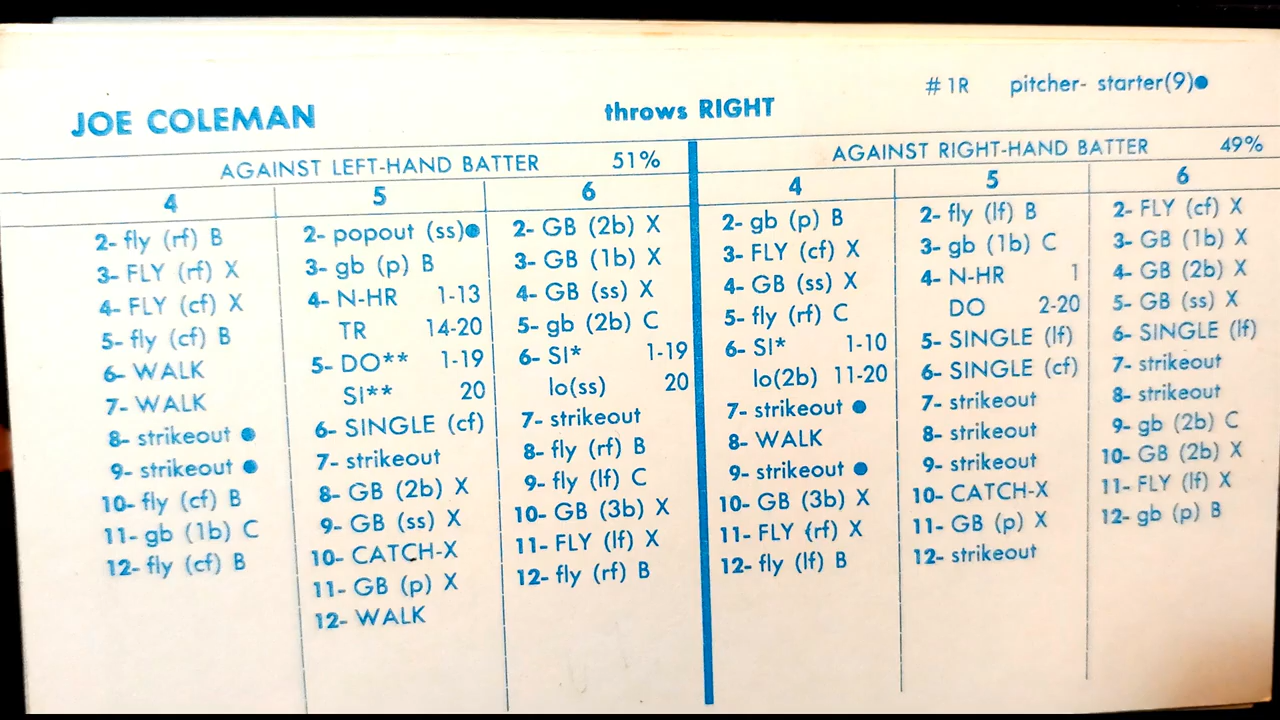 # 1R pitcher- starter(9)●
JOE COLEMAN throws RIGHT
AGAINST LEFT-HAND BATTER 51%
4 5 6
2- fly (rf) B
3- FLY (rf) X
4- FLY (cf) X
5- fly (cf) B
6- WALK
7- WALK
8- strikeout ●
9- strikeout ●
10- fly (cf) B
11- gb (1b) C
12- fly (cf) B
2- popout (ss)●
3- gb (p) B
4- N-HR 1-13
TR 14-20
5- DO** 1-19
SI** 20
6- SINGLE (cf)
7- strikeout
8- GB (2b) X
9- GB (ss) X
10- CATCH-X
11- GB (p) X
12- WALK
2- GB (2b) X
3- GB (1b) X
4- GB (ss) X
5- gb (2b) C
6- SI* 1-19
lo(ss) 20
7- strikeout
8- fly (rf) B
9- fly (lf) C
10- GB (3b) X
11- FLY (lf) X
12- fly (rf) B
AGAINST RIGHT-HAND BATTER 49%
4 5 6
2- gb (p) B
3- FLY (cf) X
4- GB (ss) X
5- fly (rf) C
6- SI* 1-10
lo(2b) 11-20
7- strikeout ●
8- WALK
9- strikeout ●
10- GB (3b) X
11- FLY (rf) X
12- fly (lf) B
2- fly (lf) B
3- gb (1b) C
4- N-HR 1
DO 2-20
5- SINGLE (lf)
6- SINGLE (cf)
7- strikeout
8- strikeout
9- strikeout
10- CATCH-X
11- GB (p) X
12- strikeout
2- FLY (cf) X
3- GB (1b) X
4- GB (2b) X
5- GB (ss) X
6- SINGLE (lf)
7- strikeout
8- strikeout
9- gb (2b) C
10- GB (2b) X
11- FLY (lf) X
12- gb (p) B